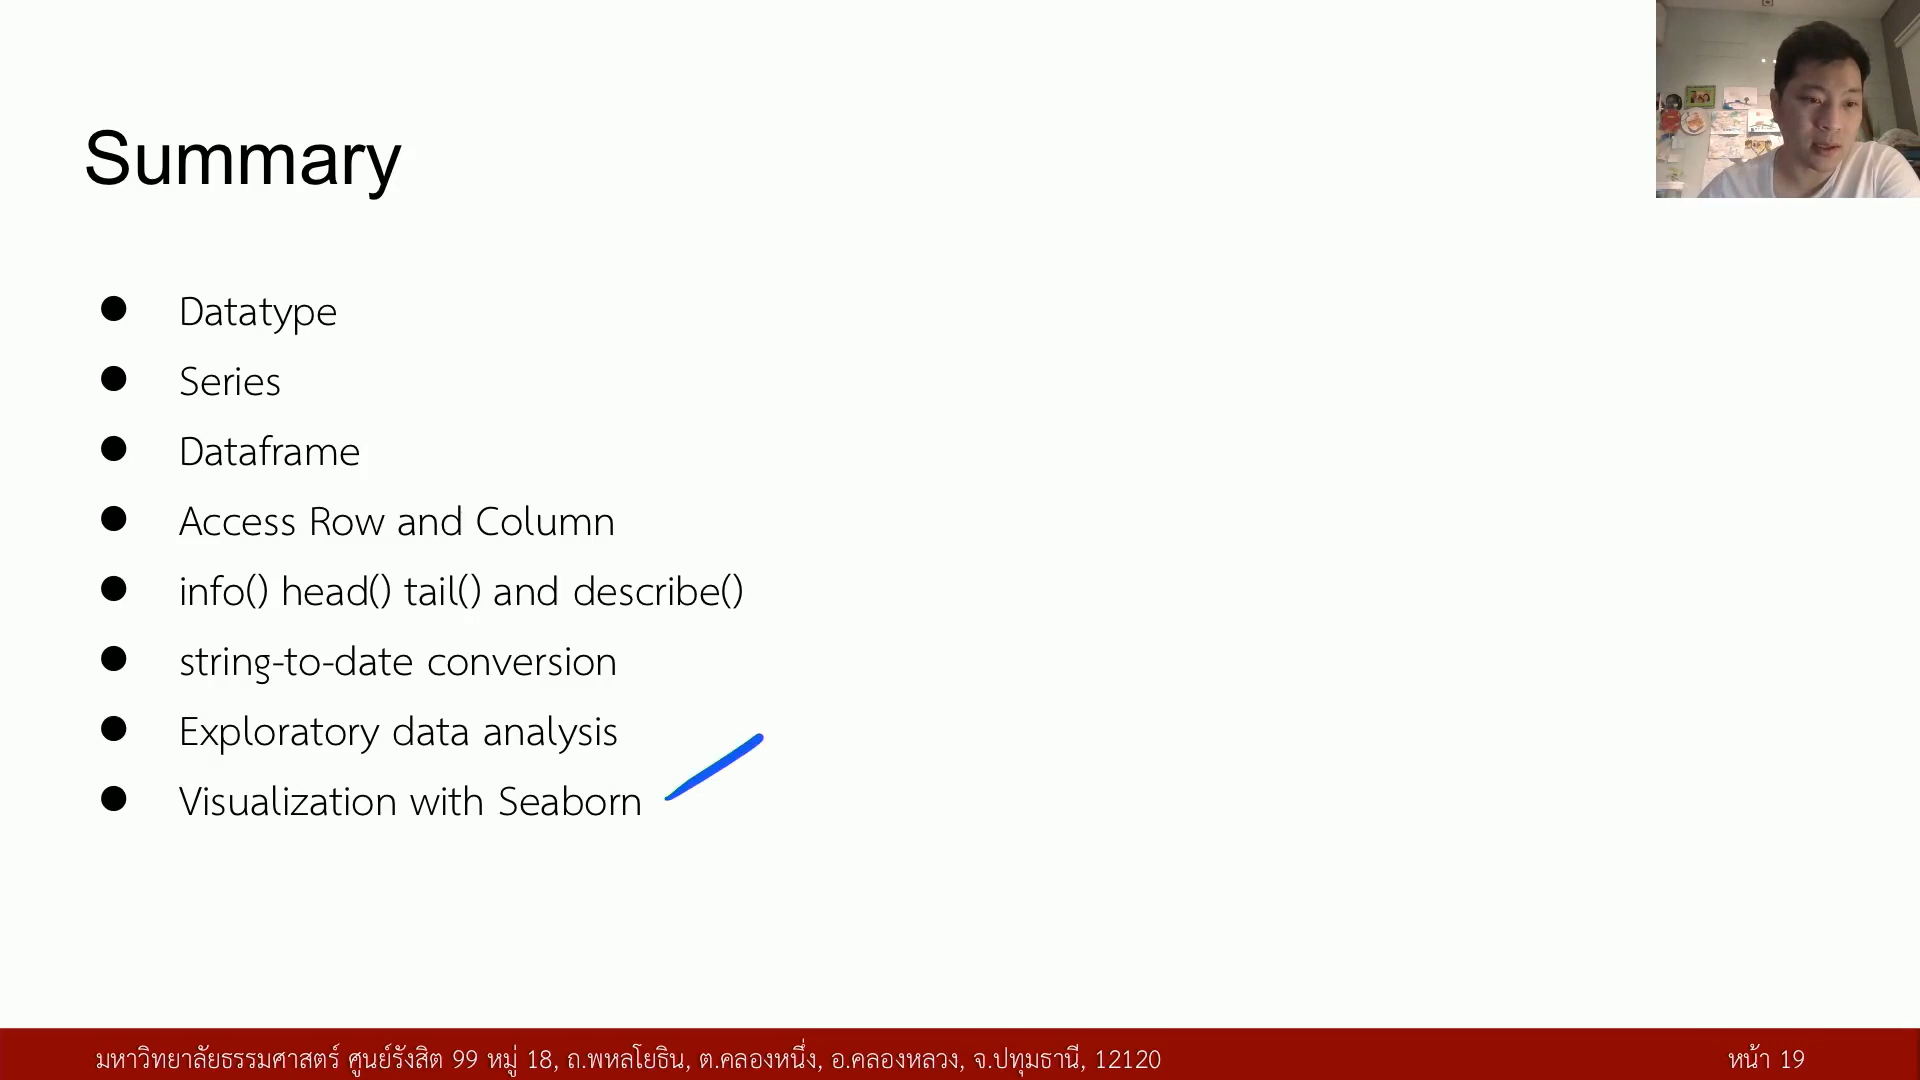 Summary
Datatype
Series
Dataframe
Access Row and Column
info() head() tail() and describe()
string-to-date conversion
Exploratory data analysis
Visualization with Seaborn
มหาวิทยาลัยธรรมศาสตร์ ศูนย์รังสิต 99 หมู่ 18, ถ.พหลโยธิน, ต.คลองหนึ่ง, อ.คลองหลวง, จ.ปทุมธานี, 12120
หน้า 19